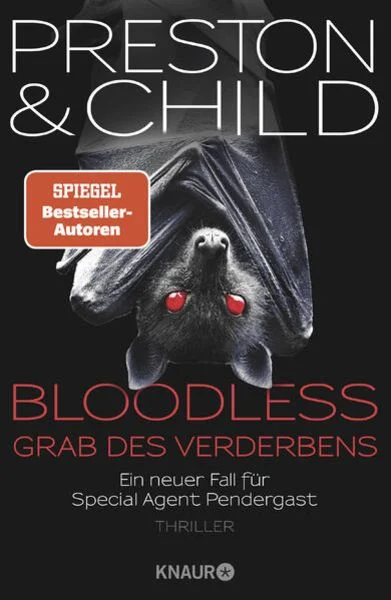 PRESTON
& CHILD
SPIEGEL
Bestseller-
Autoren
BLOODLESS
GRAB DES VERDERBENS
Ein neuer Fall für
Special Agent Pendergast
THRILLER
KNAUR